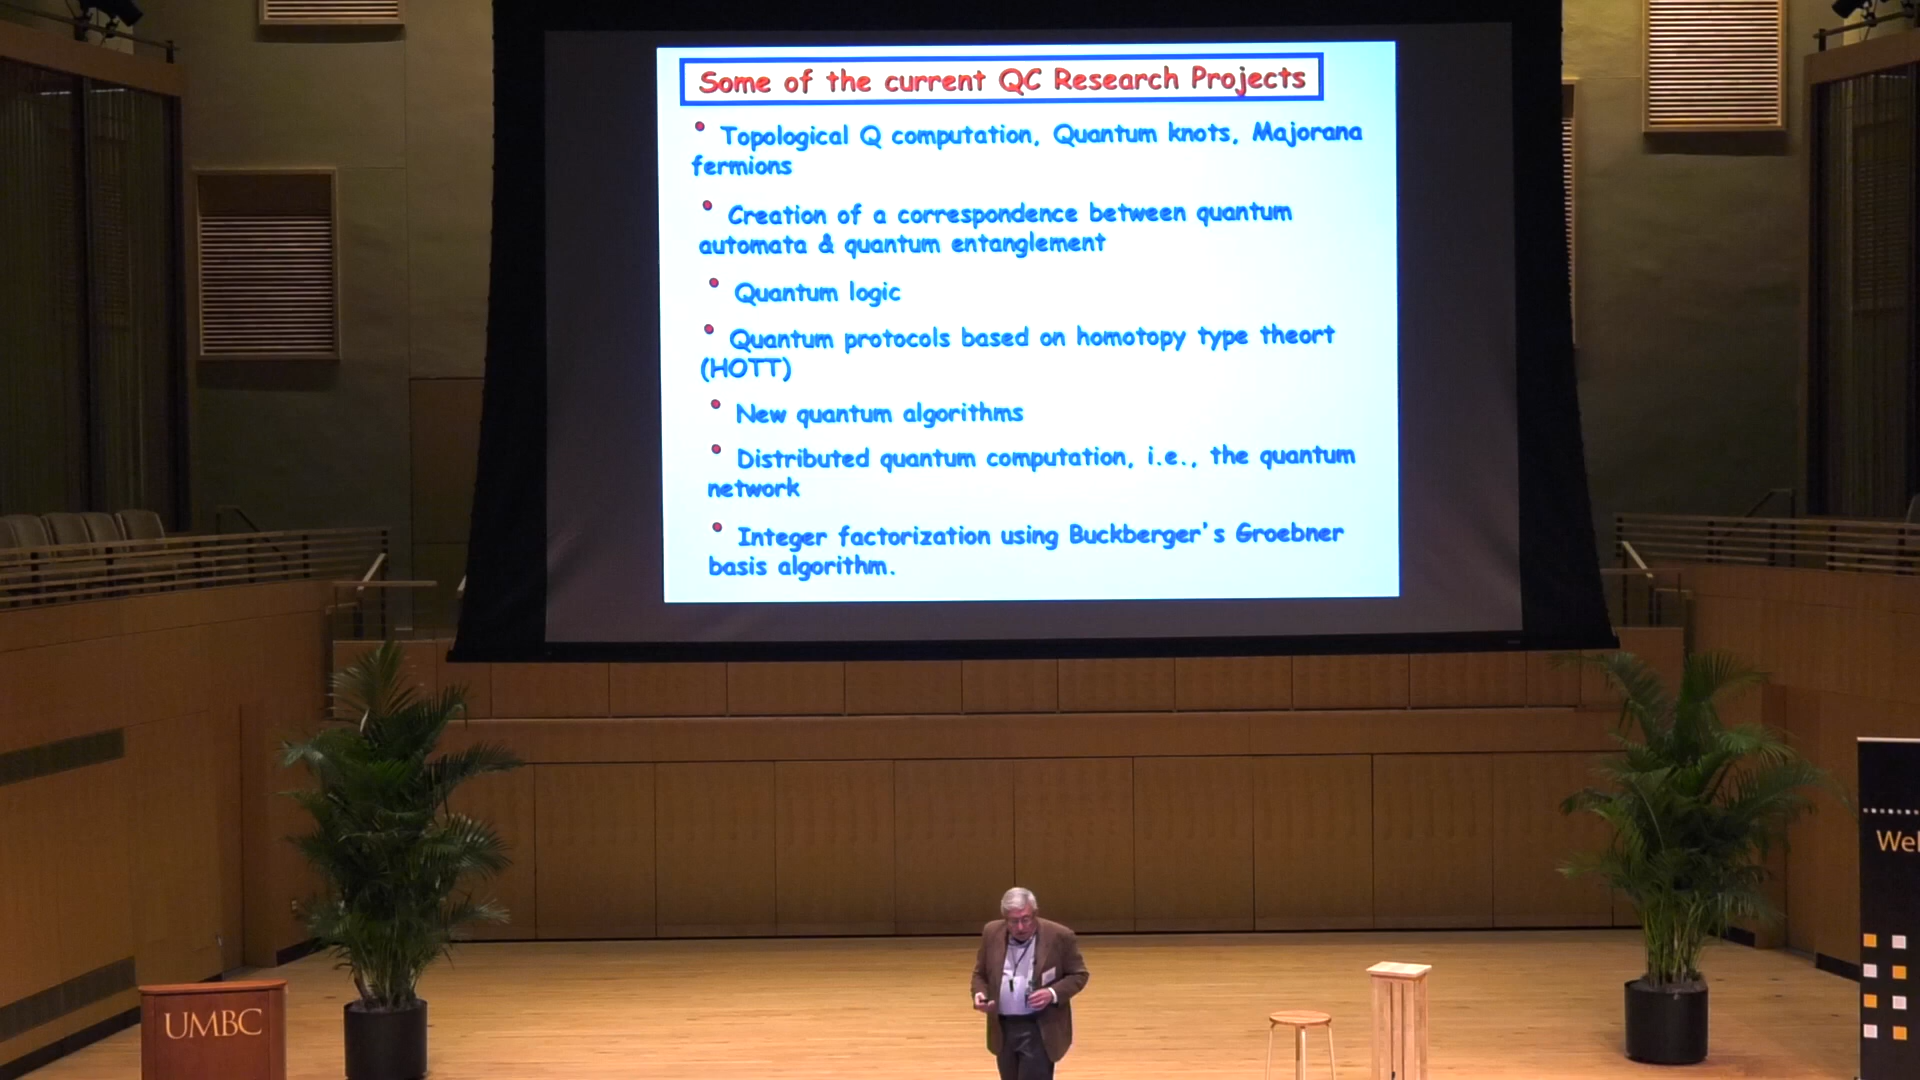 Some of the current QC Research Projects
• Topological Q computation, Quantum knots, Majorana
fermions
• Creation of a correspondence between quantum
automata & quantum entanglement
• Quantum logic
• Quantum protocols based on homotopy type theort
(HOTT)
• New quantum algorithms
• Distributed quantum computation, i.e., the quantum
network
• Integer factorization using Buckberger's Groebner
basis algorithm.
Wel
UMBC